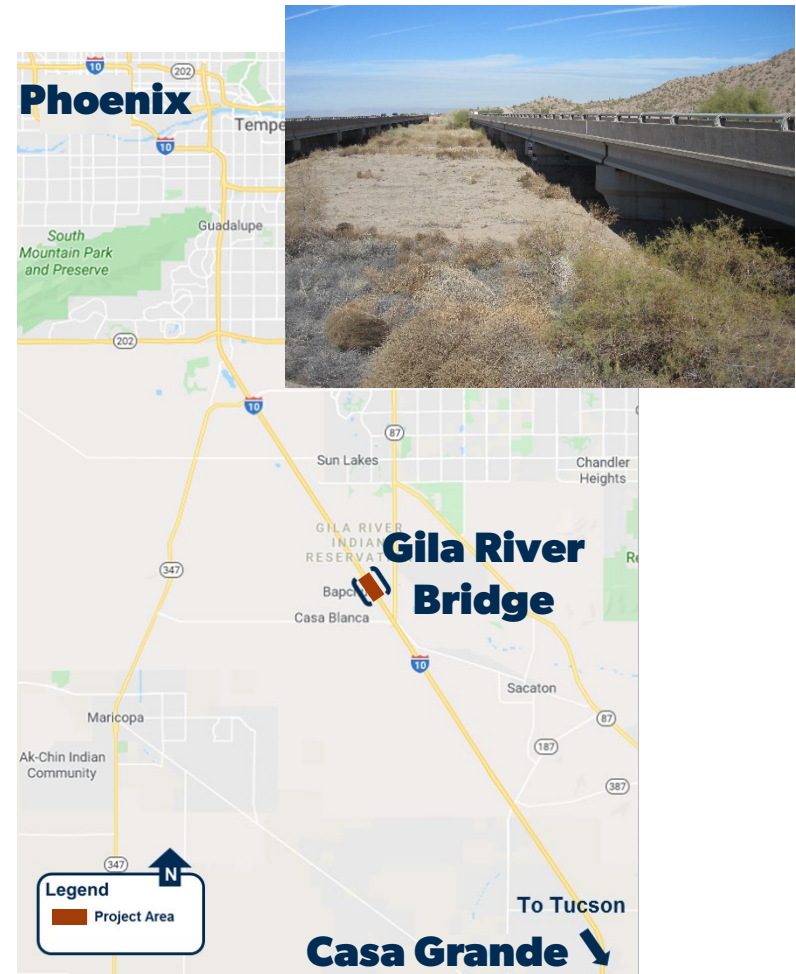 10
202
Phoenix
Tempe
10
Guadalupe
South
Mountain Park
and Preserve
202
10
87
Sun Lakes
Chandler
Heights
GILA RIVER
INDIAN
RESERVAT
Gila River
Bridge
Re
347
Bapch
Casa Blanca
10
Sacaton
Maricopa
87
187
Ak-Chin Indian
Community
387
347
N
Legend
Project Area
To Tucson
Casa Grande